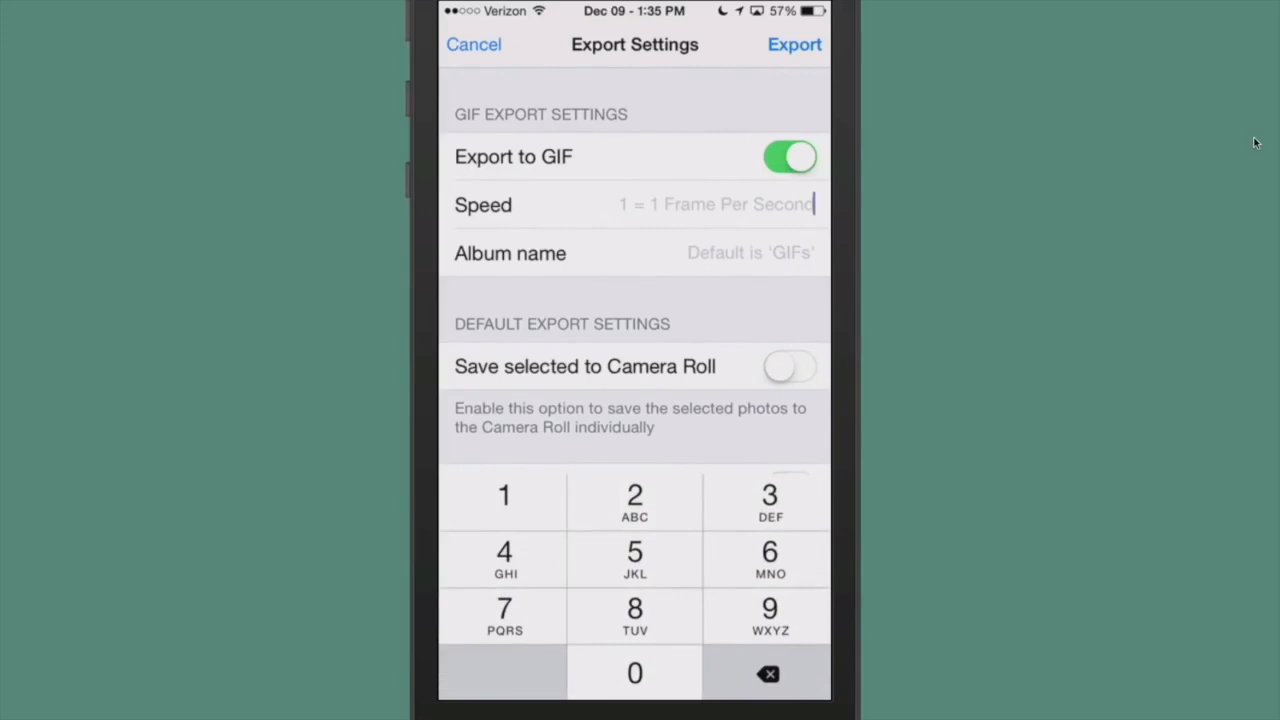 Verizon Dec 09 - 1:35 PM 57%
Cancel Export Settings Export
GIF EXPORT SETTINGS
Export to GIF
Speed 1 = 1 Frame Per Second
Album name Default is 'GIFs'
DEFAULT EXPORT SETTINGS
Save selected to Camera Roll
Enable this option to save the selected photos to
the Camera Roll individually
1 2 3
ABC DEF
4 5 6
GHI JKL MNO
7 8 9
PQRS TUV WXYZ
0